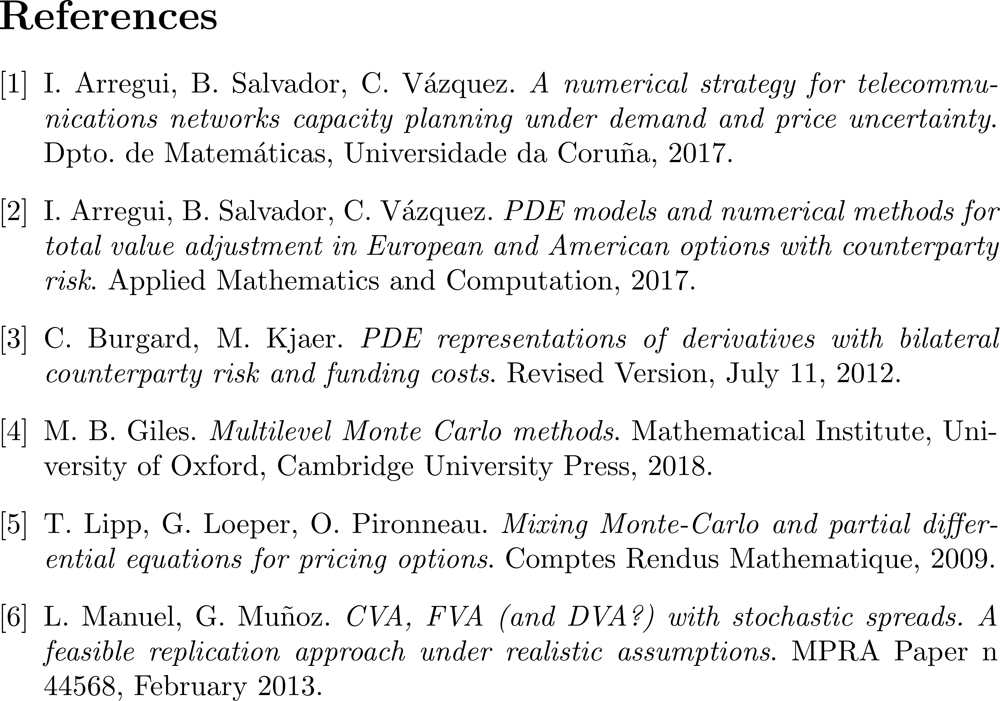 References
[1] I. Arregui, B. Salvador, C. Vázquez. A numerical strategy for telecommu-
nications networks capacity planning under demand and price uncertainty.
Dpto. de Matemáticas, Universidade da Coruña, 2017.
[2] I. Arregui, B. Salvador, C. Vázquez. PDE models and numerical methods for
total value adjustment in European and American options with counterparty
risk. Applied Mathematics and Computation, 2017.
[3] C. Burgard, M. Kjaer. PDE representations of derivatives with bilateral
counterparty risk and funding costs. Revised Version, July 11, 2012.
[4] M. B. Giles. Multilevel Monte Carlo methods. Mathematical Institute, Uni-
versity of Oxford, Cambridge University Press, 2018.
[5] T. Lipp, G. Loeper, O. Pironneau. Mixing Monte-Carlo and partial differ-
ential equations for pricing options. Comptes Rendus Mathematique, 2009.
[6] L. Manuel, G. Muñoz. CVA, FVA (and DVA?) with stochastic spreads. A
feasible replication approach under realistic assumptions. MPRA Paper n
44568, February 2013.